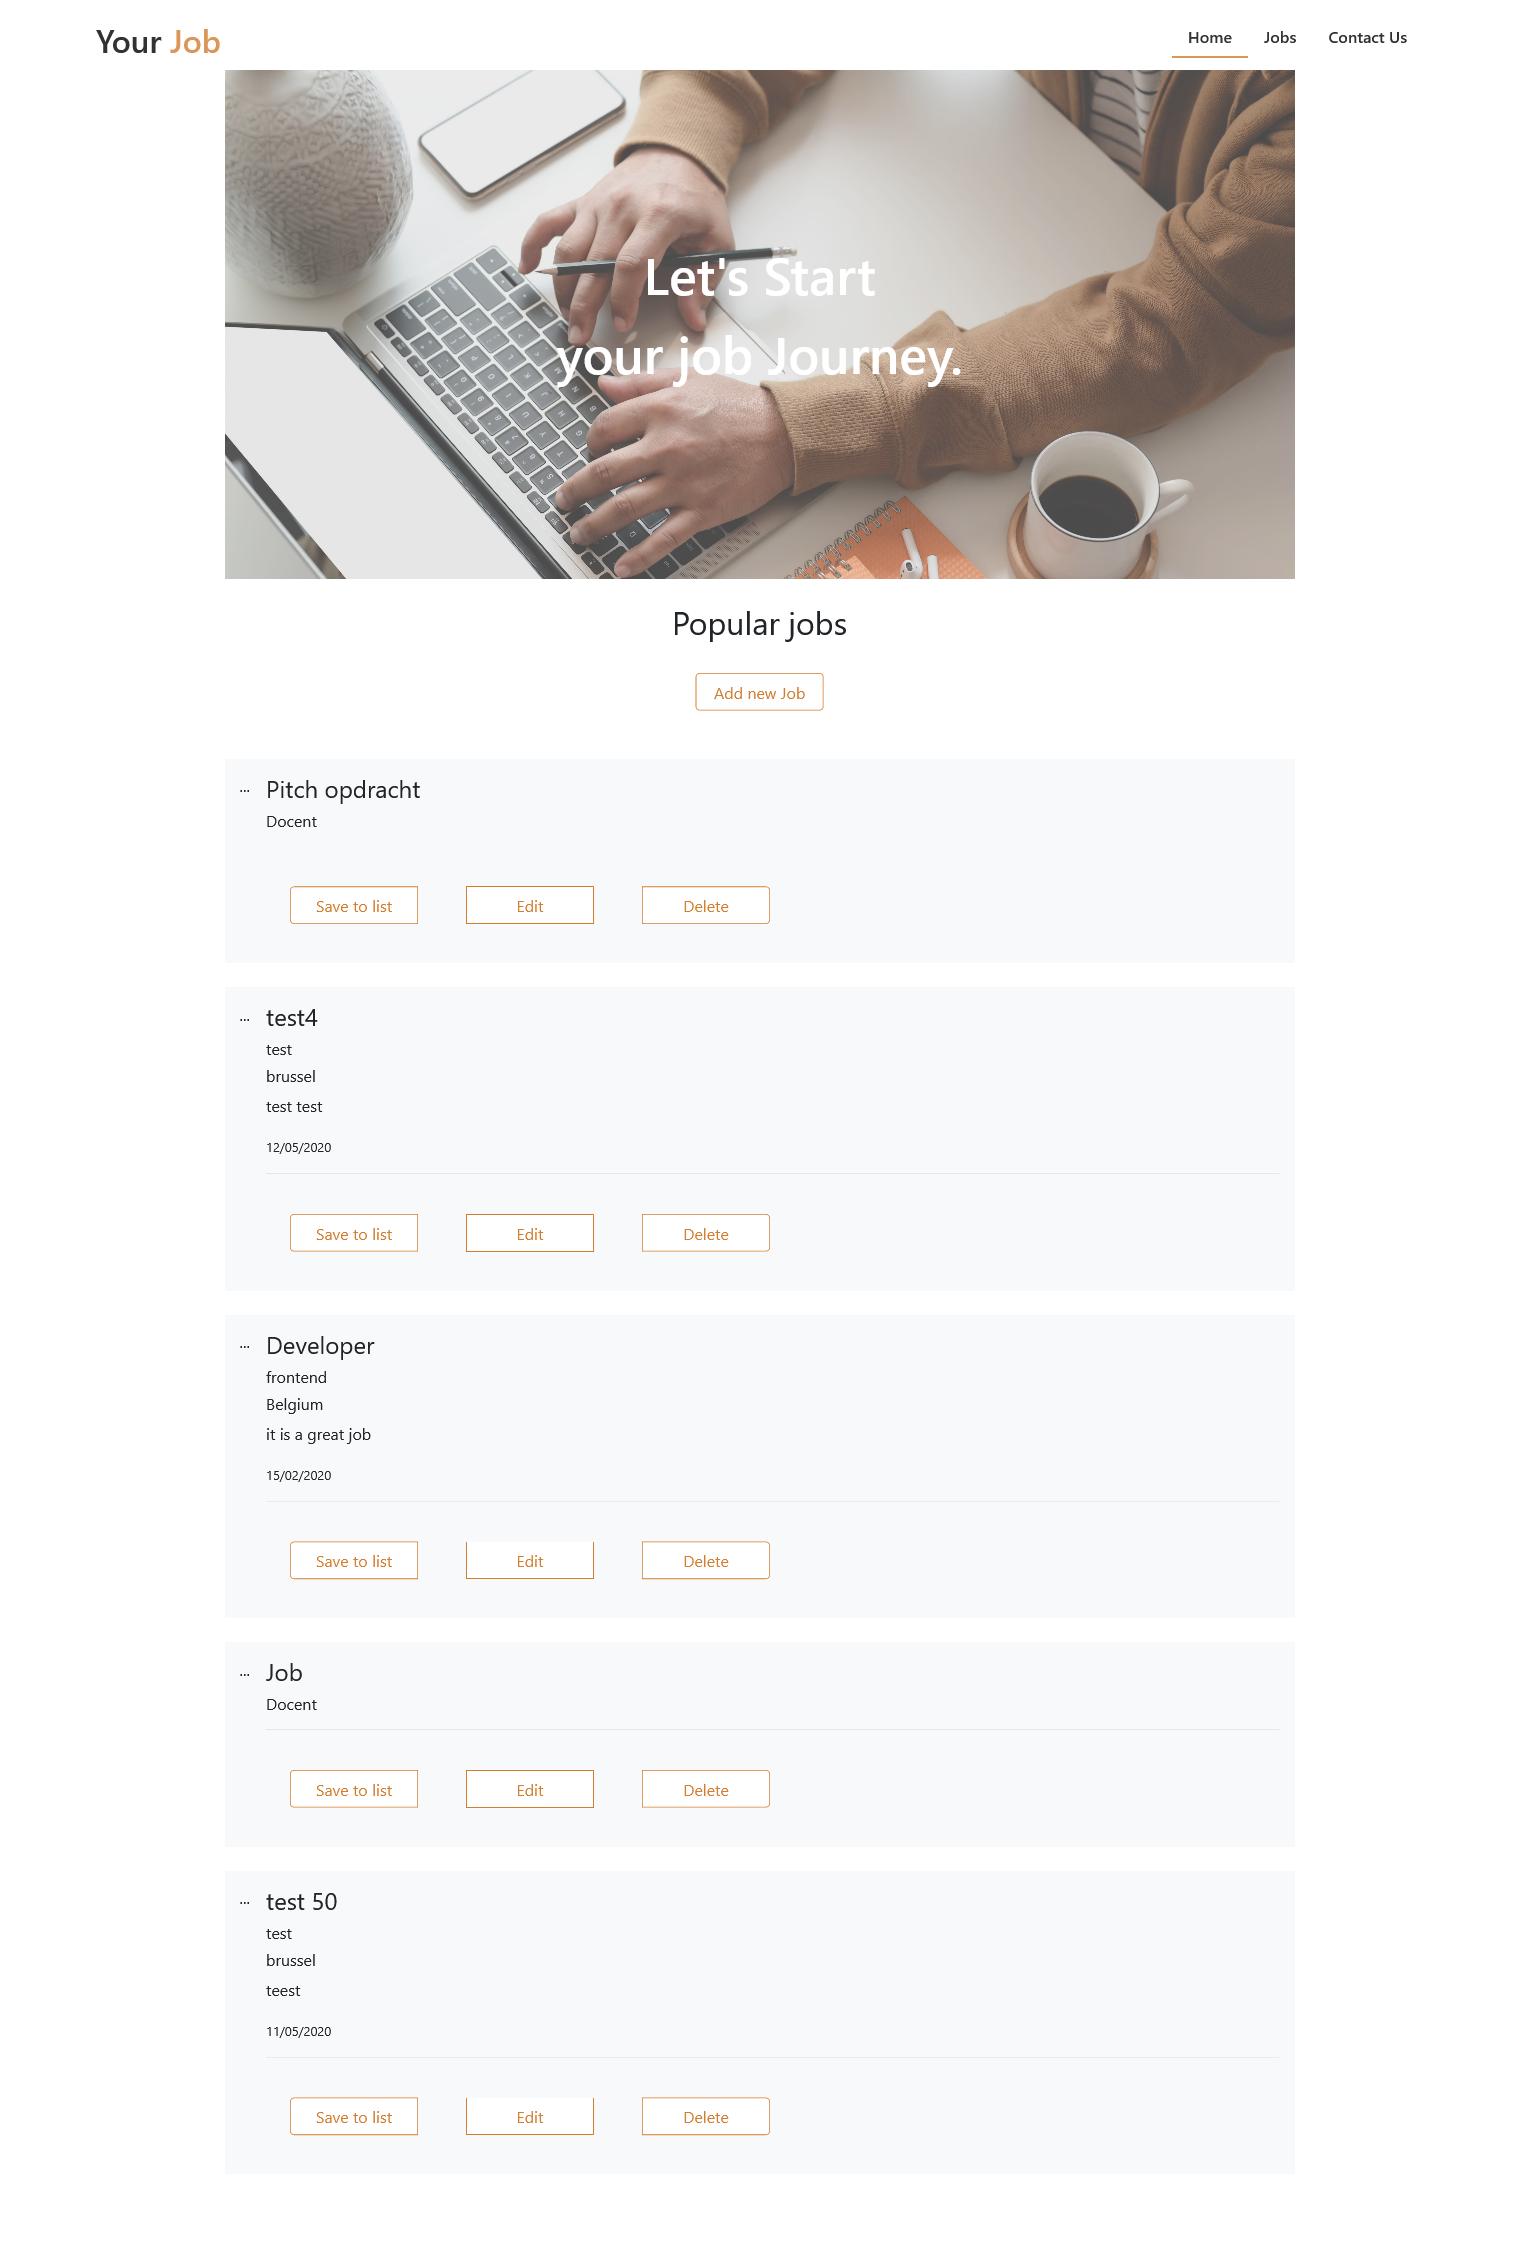 Your Job
Home
Jobs
Contact Us
Let's Start
your job Journey.
Popular jobs
Add new Job
... Pitch opdracht
Docent
Save to list
Edit
Delete
... test4
test
brussel
test test
12/05/2020
Save to list
Edit
Delete
... Developer
frontend
Belgium
it is a great job
15/02/2020
Save to list
Edit
Delete
... Job
Docent
Save to list
Edit
Delete
... test 50
test
brussel
teest
11/05/2020
Save to list
Edit
Delete